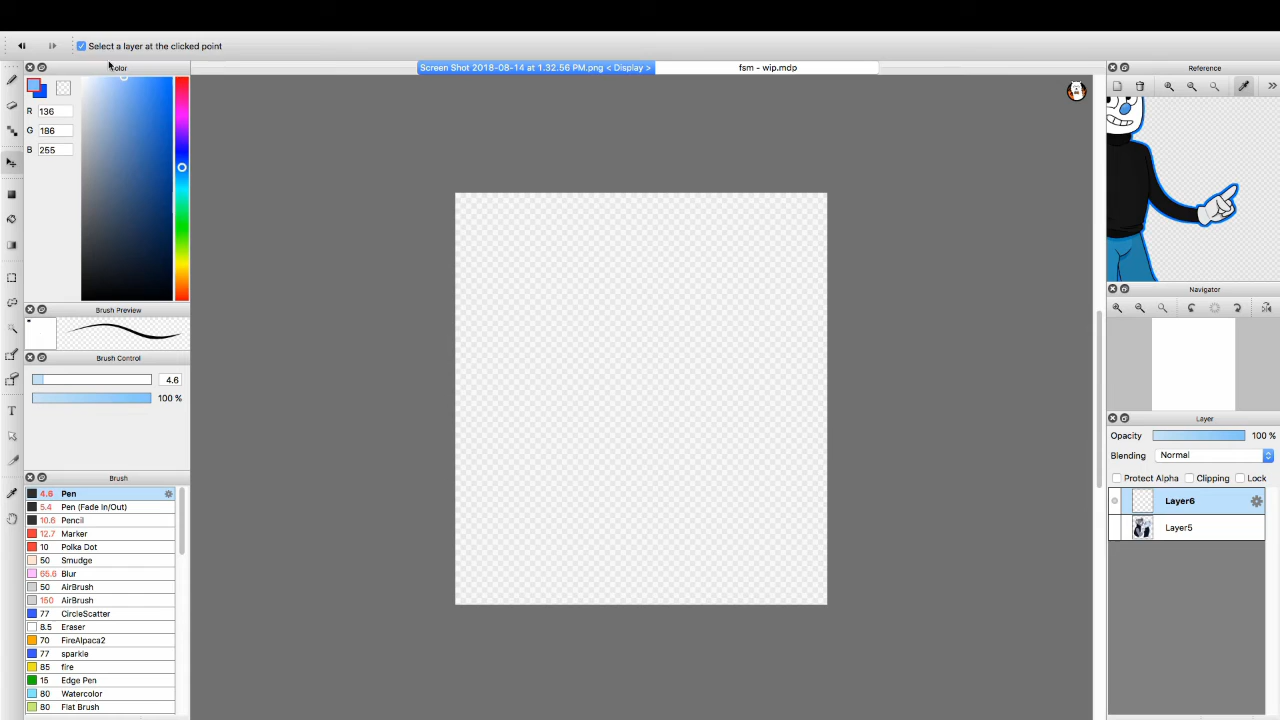 Select a layer at the clicked point
Color
Screen Shot 2018-08-14 at 1.32.56 PM.png < Display >
fsm - wip.mdp
Reference
R 136
G 186
B 255
Brush Preview
Brush Control
4.6
100 %
Brush
4.6 Pen
5.4 Pen (Fade In/Out)
10.6 Pencil
12.7 Marker
10 Polka Dot
50 Smudge
65.6 Blur
50 AirBrush
150 AirBrush
77 CircleScatter
8.5 Eraser
70 FireAlpaca2
77 sparkle
85 fire
15 Edge Pen
80 Watercolor
80 Flat Brush
T
Navigator
Layer
Opacity 100 %
Blending Normal
Protect Alpha Clipping Lock
Layer6
Layer5